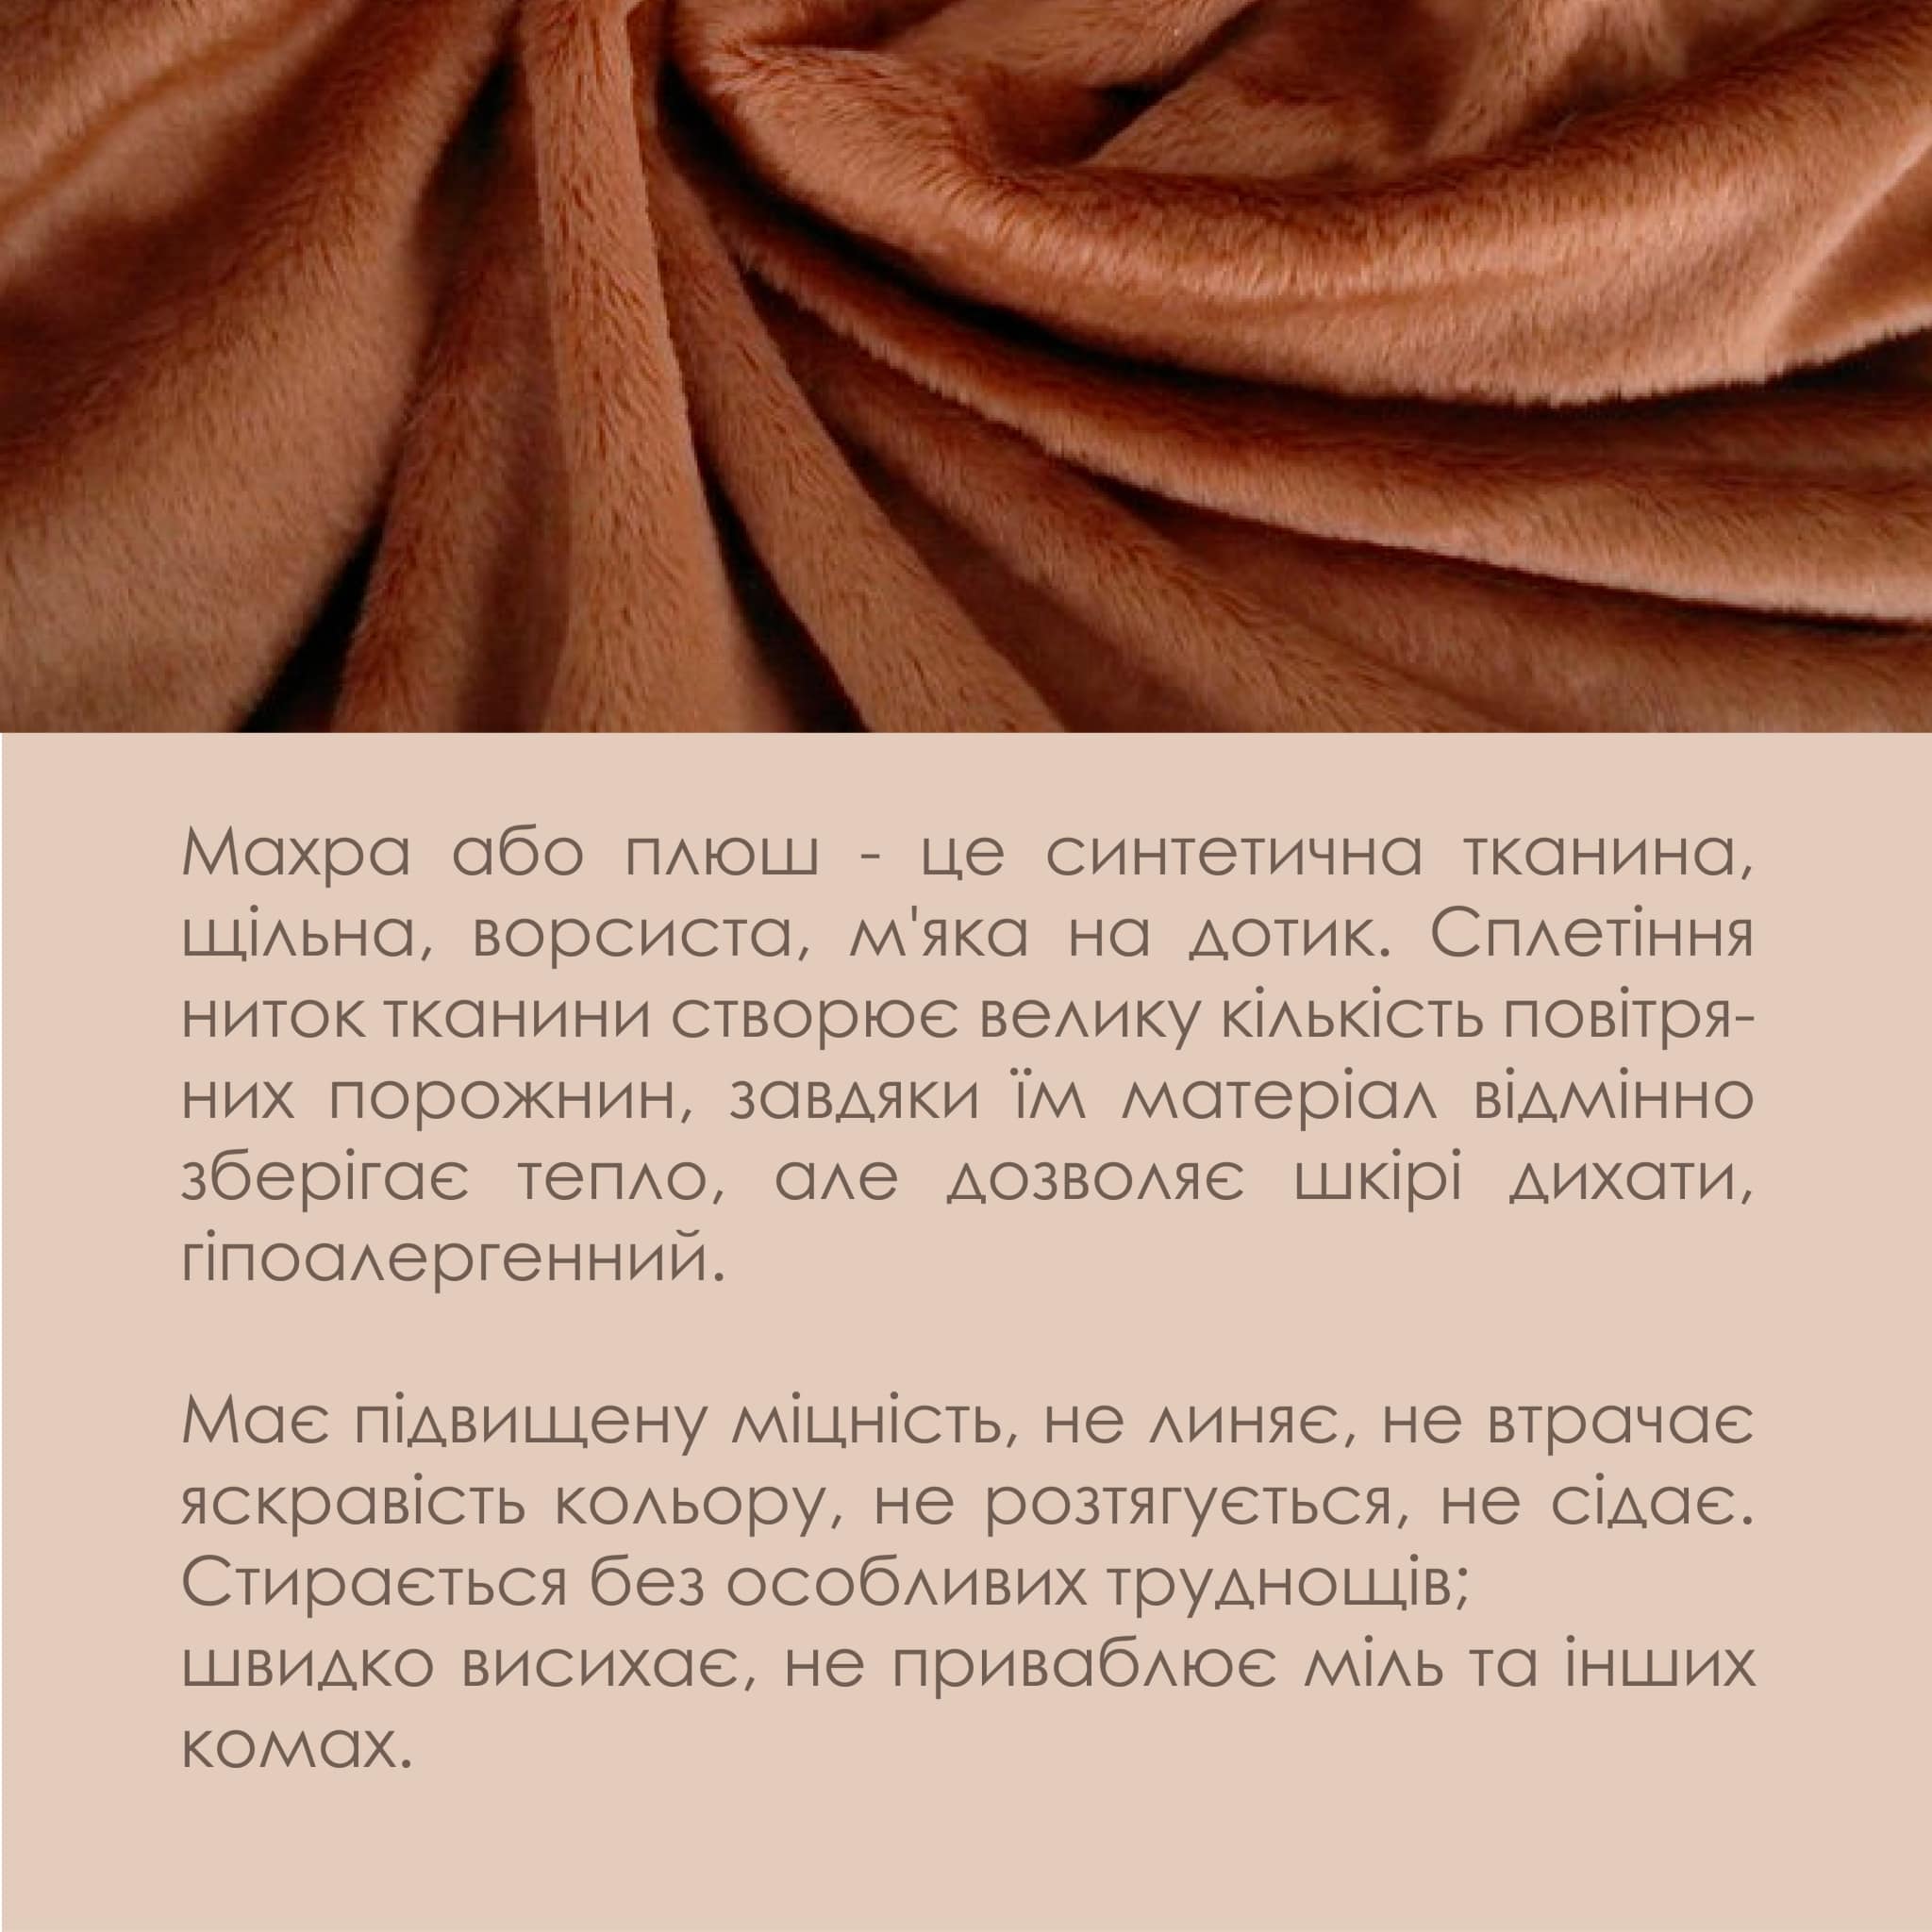 Махра або плюш - це синтетична тканина,
щільна, ворсиста, м'яка на дотик. Сплетіння
ниток тканини створює велику кількість повітря-
них порожнин, завдяки їм матеріал відмінно
зберігає тепло, але дозволяє шкірі дихати,
гіпоалергенний.
Має підвищену міцність, не линяє, не втрачає
яскравість кольору, не розтягується, не сідає.
Стирається без особливих труднощів;
швидко висихає, не приваблює міль та інших
комах.